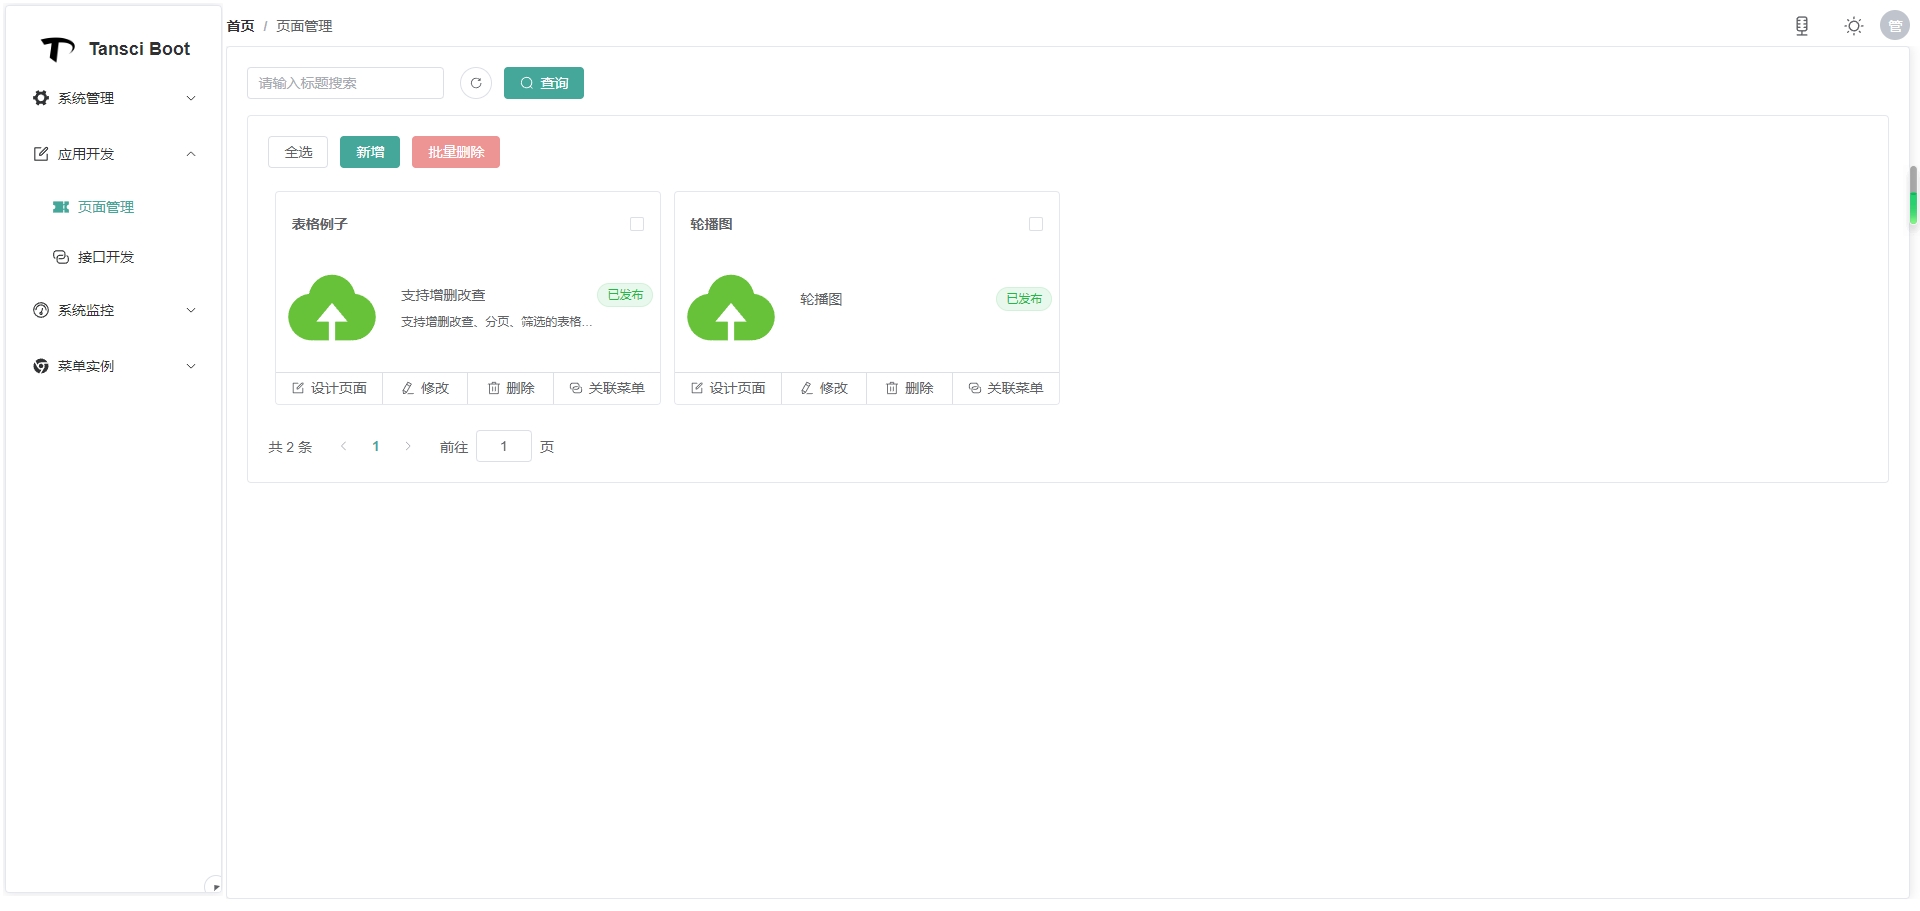 Tansci Boot
系统管理
应用开发
页面管理
接口开发
系统监控
菜单实例
首页 / 页面管理
管
请输入标题搜索
查询
全选 新增 批量删除
表格例子
支持增删改查
已发布
支持增删改查、分页、筛选的表格...
设计页面 修改 删除 关联菜单
轮播图
轮播图
已发布
设计页面 修改 删除 关联菜单
共 2 条 1 前往 1 页